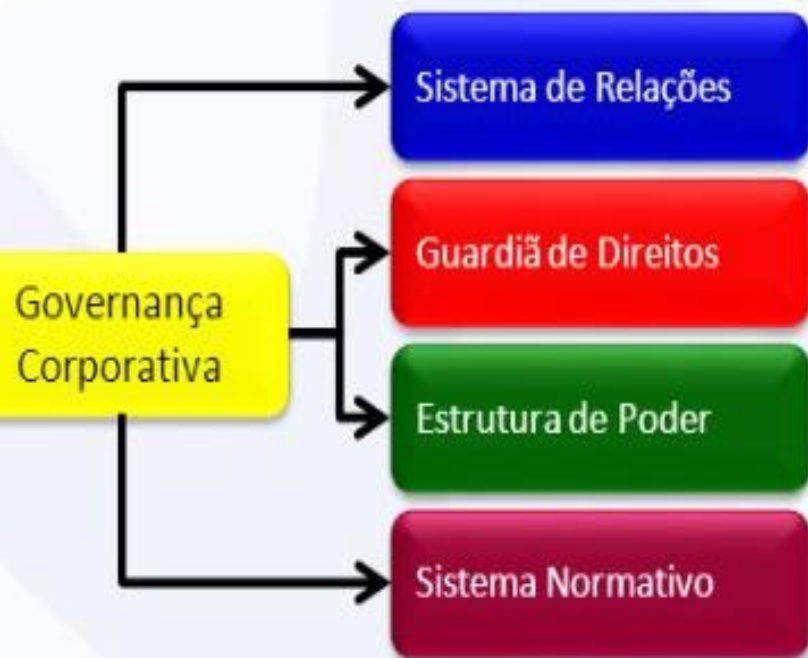 Sistema de Relações
Guardiã de Direitos
Governança
Corporativa
Estrutura de Poder
Sistema Normativo